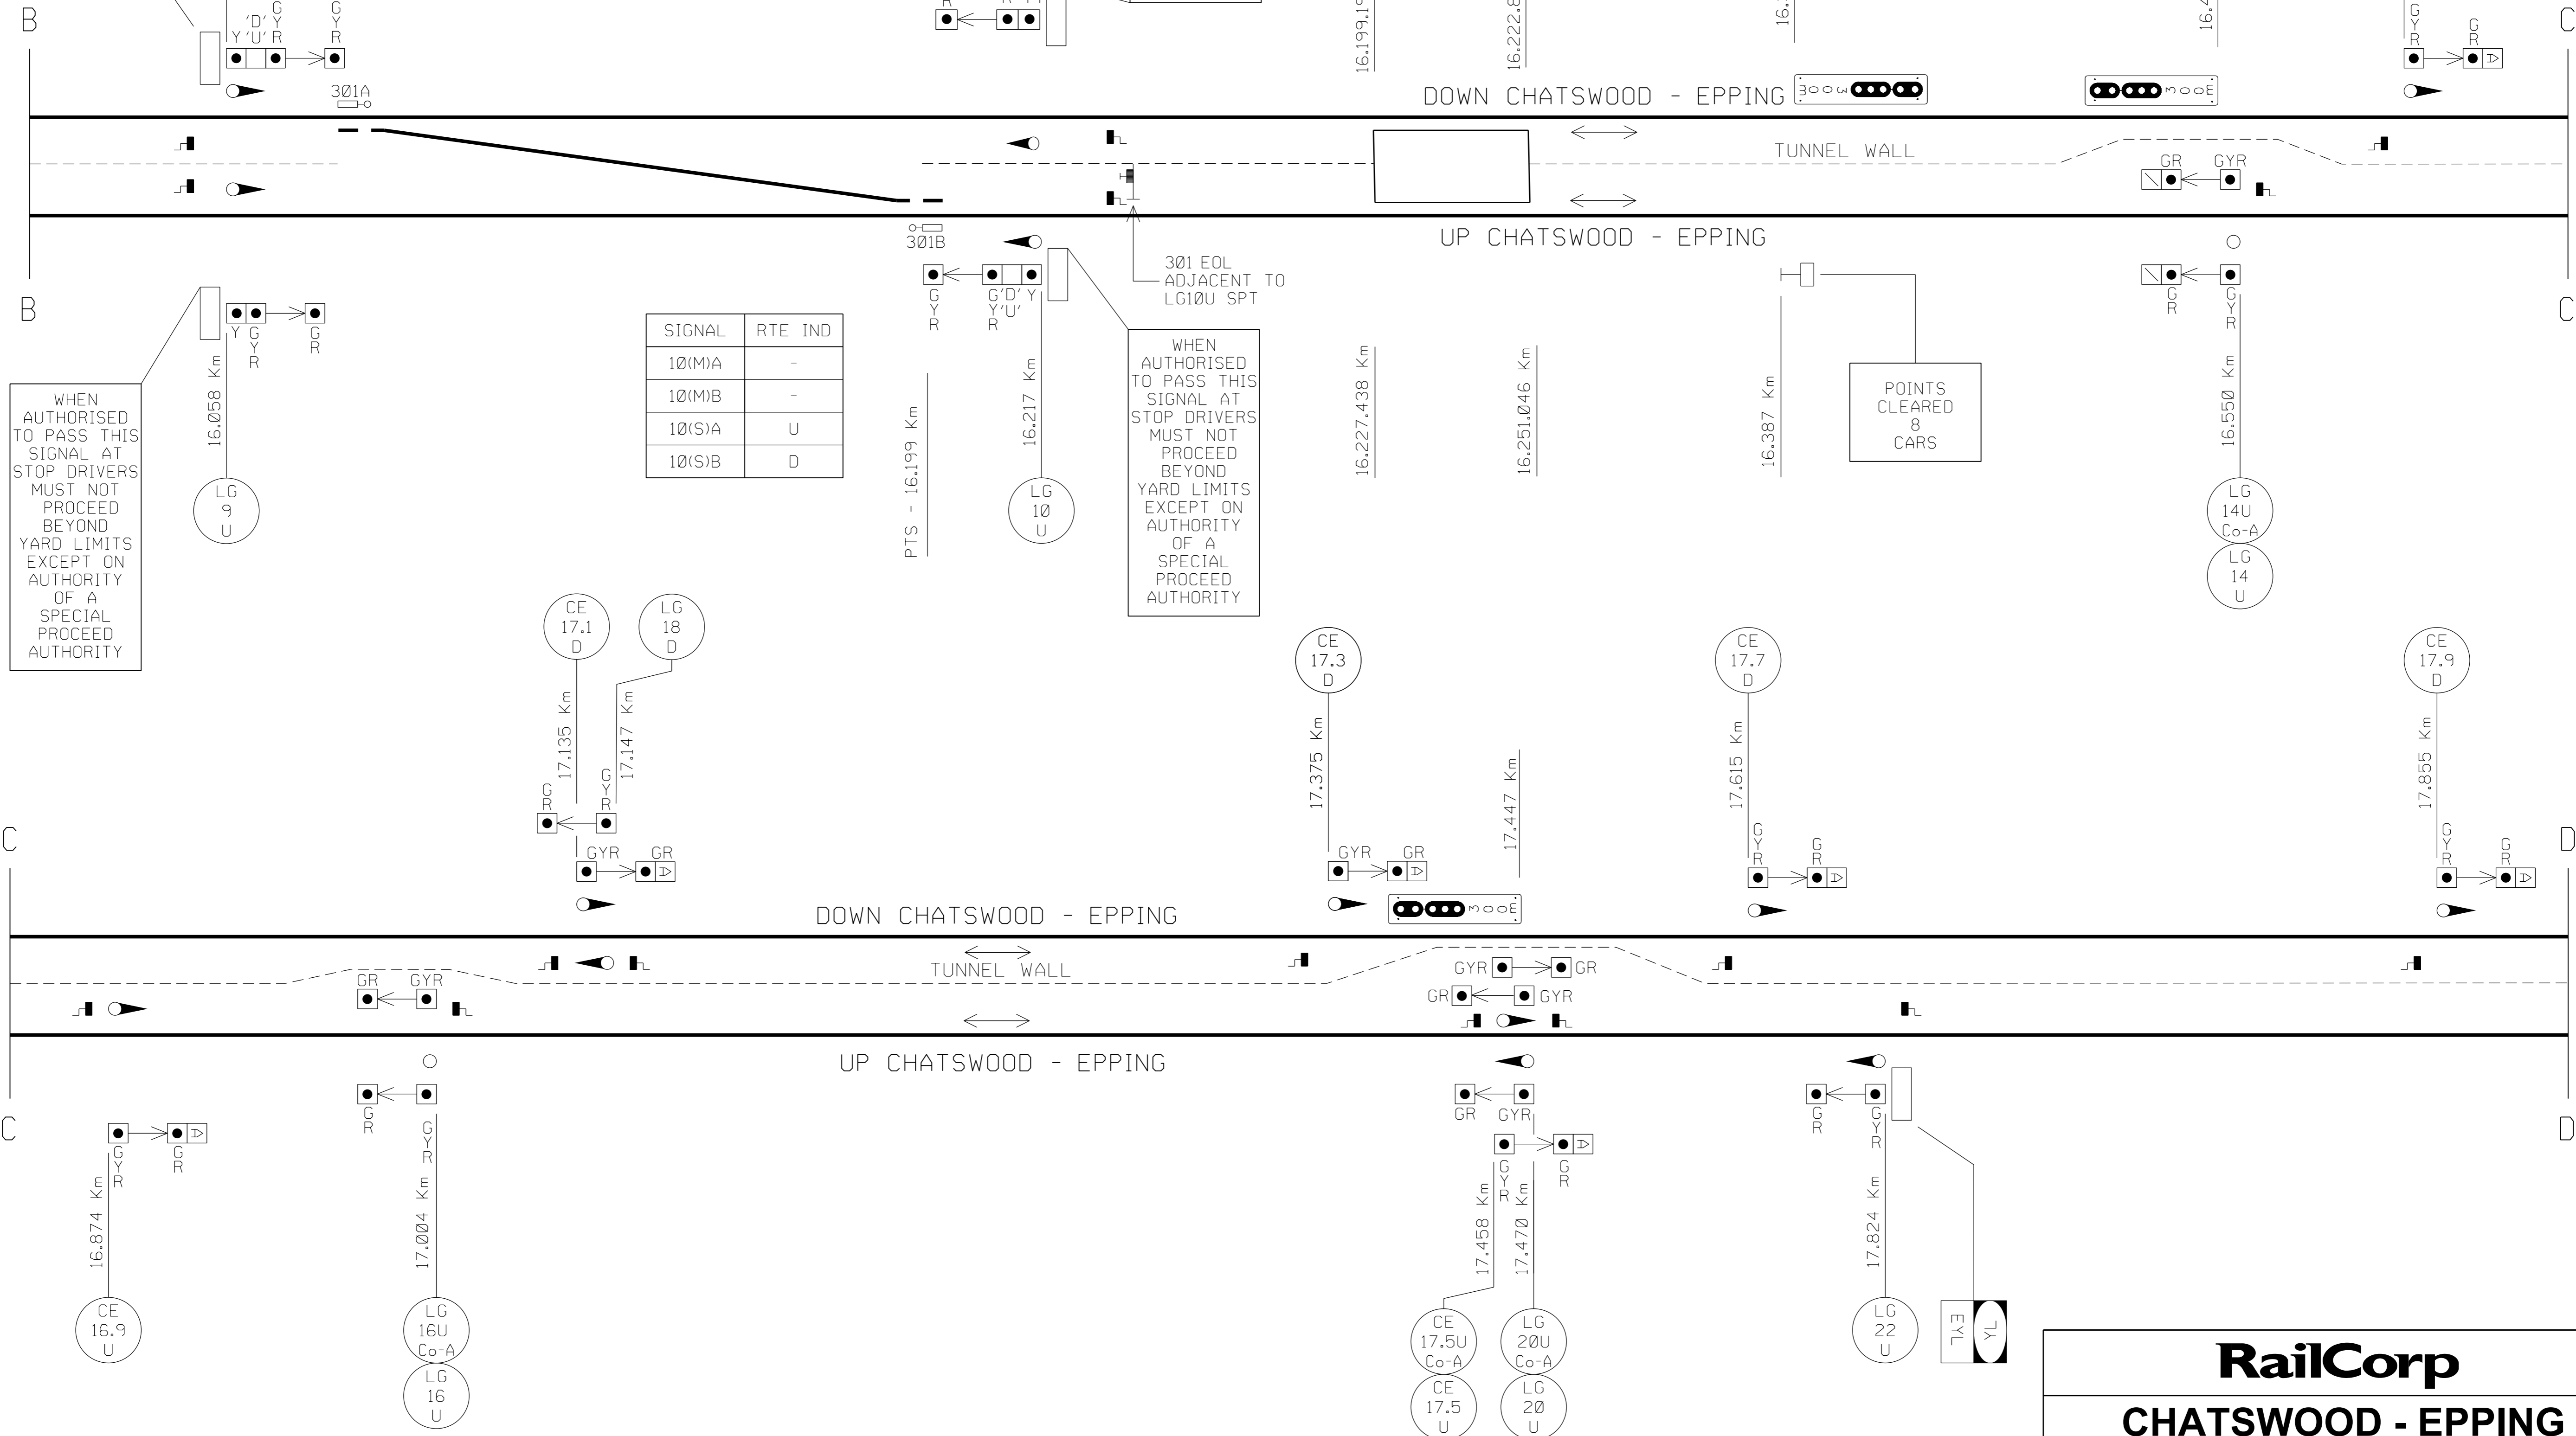 B
C
G
'D' Y
Y 'U' R
G
Y
R
301A
16.199.19
16.222.8
G
Y
R
G
R
A
DOWN CHATSWOOD - EPPING
300m
300m
TUNNEL WALL
GR GYR
UP CHATSWOOD - EPPING
301B
301 EOL
ADJACENT TO
LG10U SPT
B
C
Y G
Y
R
G
R
G
Y
R
G 'D' Y
Y 'U'
R
G
R
G
Y
R
WHEN
AUTHORISED
TO PASS THIS
SIGNAL AT
STOP DRIVERS
MUST NOT
PROCEED
BEYOND
YARD LIMITS
EXCEPT ON
AUTHORITY
OF A
SPECIAL
PROCEED
AUTHORITY
16.058 Km
LG
9
U
SIGNAL RTE IND
10(M)A -
10(M)B -
10(S)A U
10(S)B D
PTS - 16.199 Km
16.217 Km
LG
10
U
WHEN
AUTHORISED
TO PASS THIS
SIGNAL AT
STOP DRIVERS
MUST NOT
PROCEED
BEYOND
YARD LIMITS
EXCEPT ON
AUTHORITY
OF A
SPECIAL
PROCEED
AUTHORITY
16.227.438 Km
16.251.046 Km
16.387 Km
POINTS
CLEARED
8
CARS
16.550 Km
LG
14U
Co-A
LG
14
U
CE
17.1
D
LG
18
D
17.135 Km
17.147 Km
G
R
G
Y
R
GYR GR
A
CE
17.3
D
17.375 Km
GYR GR
A
17.447 Km
300m
CE
17.7
D
17.615 Km
G
Y
R
G
R
A
CE
17.9
D
17.855 Km
G
Y
R
G
R
A
C
D
DOWN CHATSWOOD - EPPING
TUNNEL WALL
GR GYR
GYR GR
GR GYR
UP CHATSWOOD - EPPING
C
D
A
G
Y
R
G
R
16.874 Km
CE
16.9
U
G
R
G
Y
R
17.004 Km
LG
16U
Co-A
LG
16
U
GR GYR
A
G
Y
R
G
R
17.458 Km
17.470 Km
CE
17.5U
Co-A
CE
17.5
U
LG
20U
Co-A
LG
20
U
G
R
G
Y
R
17.824 Km
LG
22
U
EYL
YL
RailCorp
CHATSWOOD - EPPING